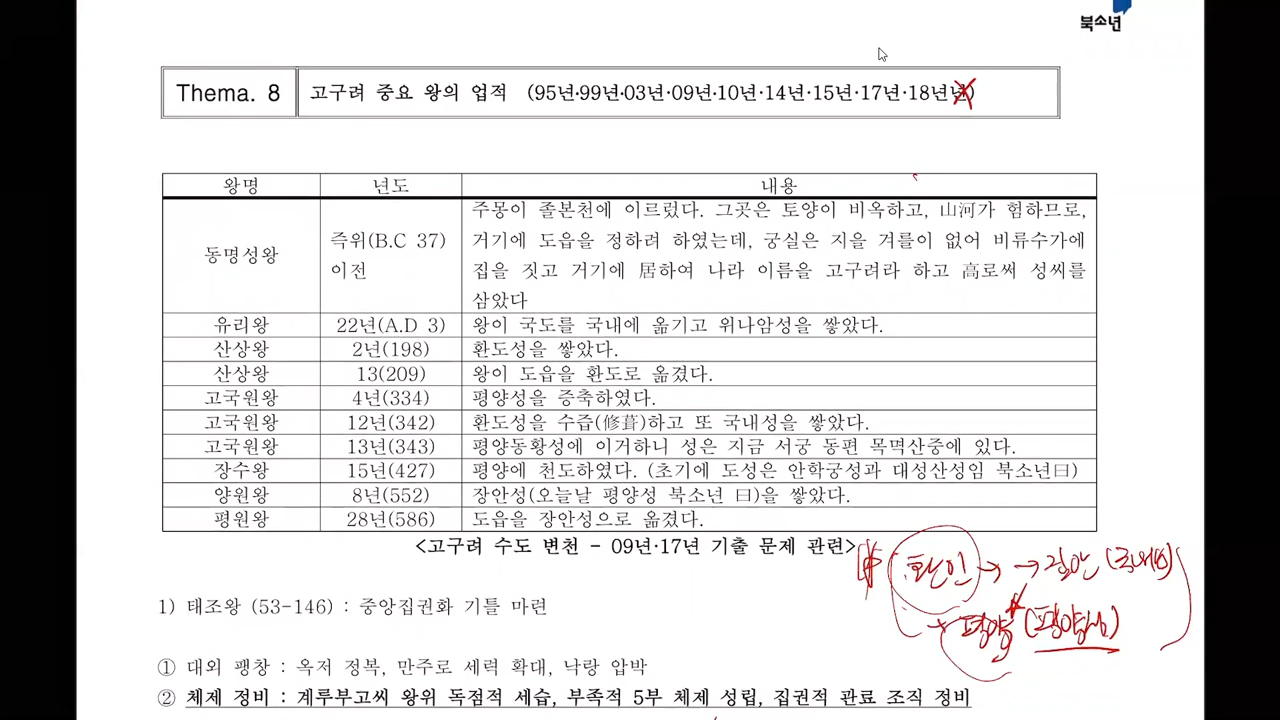 북소년
Thema. 8 고구려 중요 왕의 업적 (95년·99년·03년·09년·10년·14년·15년·17년·18년년)
왕명 년도 내용
동명성왕 즉위(B.C 37) 이전 주몽이 졸본천에 이르렀다. 그곳은 토양이 비옥하고, 山河가 험하므로,
거기에 도읍을 정하려 하였는데, 궁실은 지을 겨를이 없어 비류수가에
집을 짓고 거기에 居하여 나라 이름을 고구려라 하고 高로써 성씨를
삼았다
유리왕 22년(A.D 3) 왕이 국도를 국내에 옮기고 위나암성을 쌓았다.
산상왕 2년(198) 환도성을 쌓았다.
산상왕 13(209) 왕이 도읍을 환도로 옮겼다.
고국원왕 4년(334) 평양성을 증축하였다.
고국원왕 12년(342) 환도성을 수줍(修葺)하고 또 국내성을 쌓았다.
고국원왕 13년(343) 평양동황성에 이거하니 성은 지금 서궁 동편 목멱산중에 있다.
장수왕 15년(427) 평양에 천도하였다. (초기에 도성은 안학궁성과 대성산성임 북소년曰)
양원왕 8년(552) 장안성(오늘날 평양성 북소년 曰)을 쌓았다.
평원왕 28년(586) 도읍을 장안성으로 옮겼다.
<고구려 수도 변천 - 09년·17년 기출 문제 관련>
환인 → → 집안 (국내성)
→ 평양 (평양성)
1) 태조왕 (53-146) : 중앙집권화 기틀 마련
① 대외 팽창 : 옥저 정복, 만주로 세력 확대, 낙랑 압박
② 체제 정비 : 계루부고씨 왕위 독점적 세습, 부족적 5부 체제 성립, 집권적 관료 조직 정비